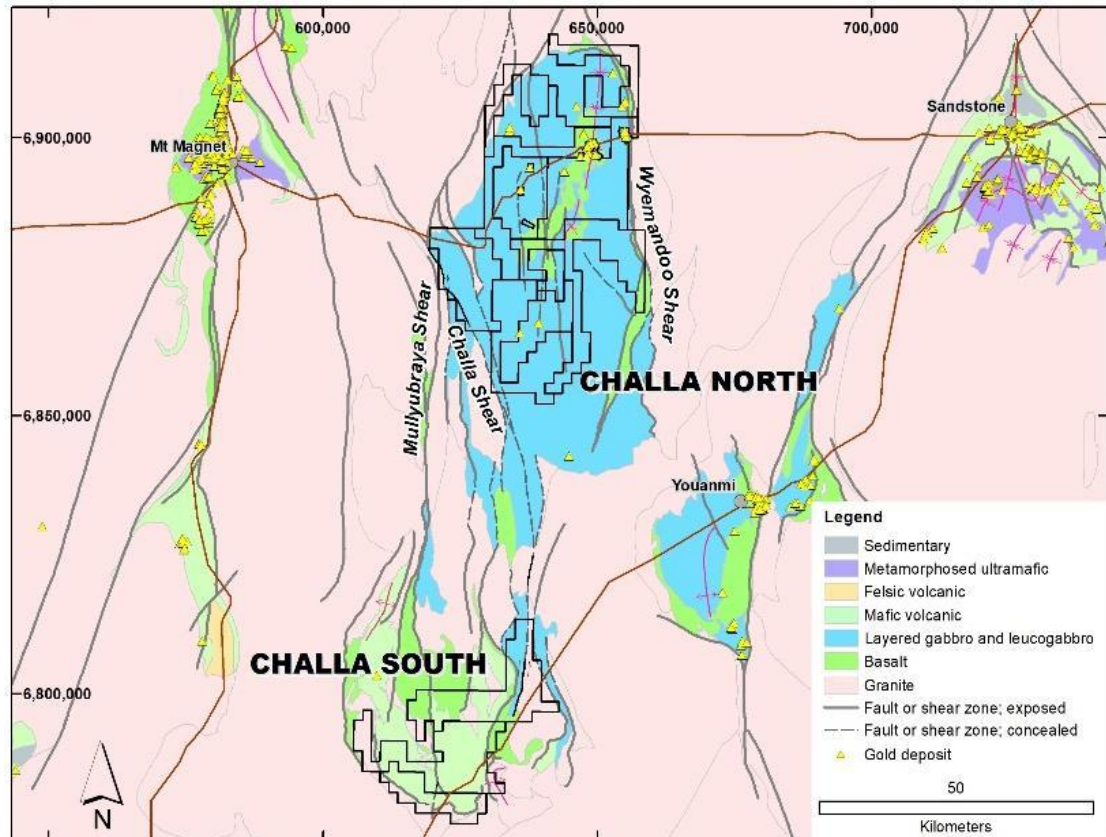 600,000
650,000
700,000
6,900,000
6,850,000
6,800,000
Mt Magnet
Sandstone
Wyemandoo Shear
Mullyubraya Shear
Challa Shear
CHALLA NORTH
Youanmi
CHALLA SOUTH
N
Legend
Sedimentary
Metamorphosed ultramafic
Felsic volcanic
Mafic volcanic
Layered gabbro and leucogabbro
Basalt
Granite
Fault or shear zone; exposed
Fault or shear zone; concealed
Gold deposit
50
Kilometers